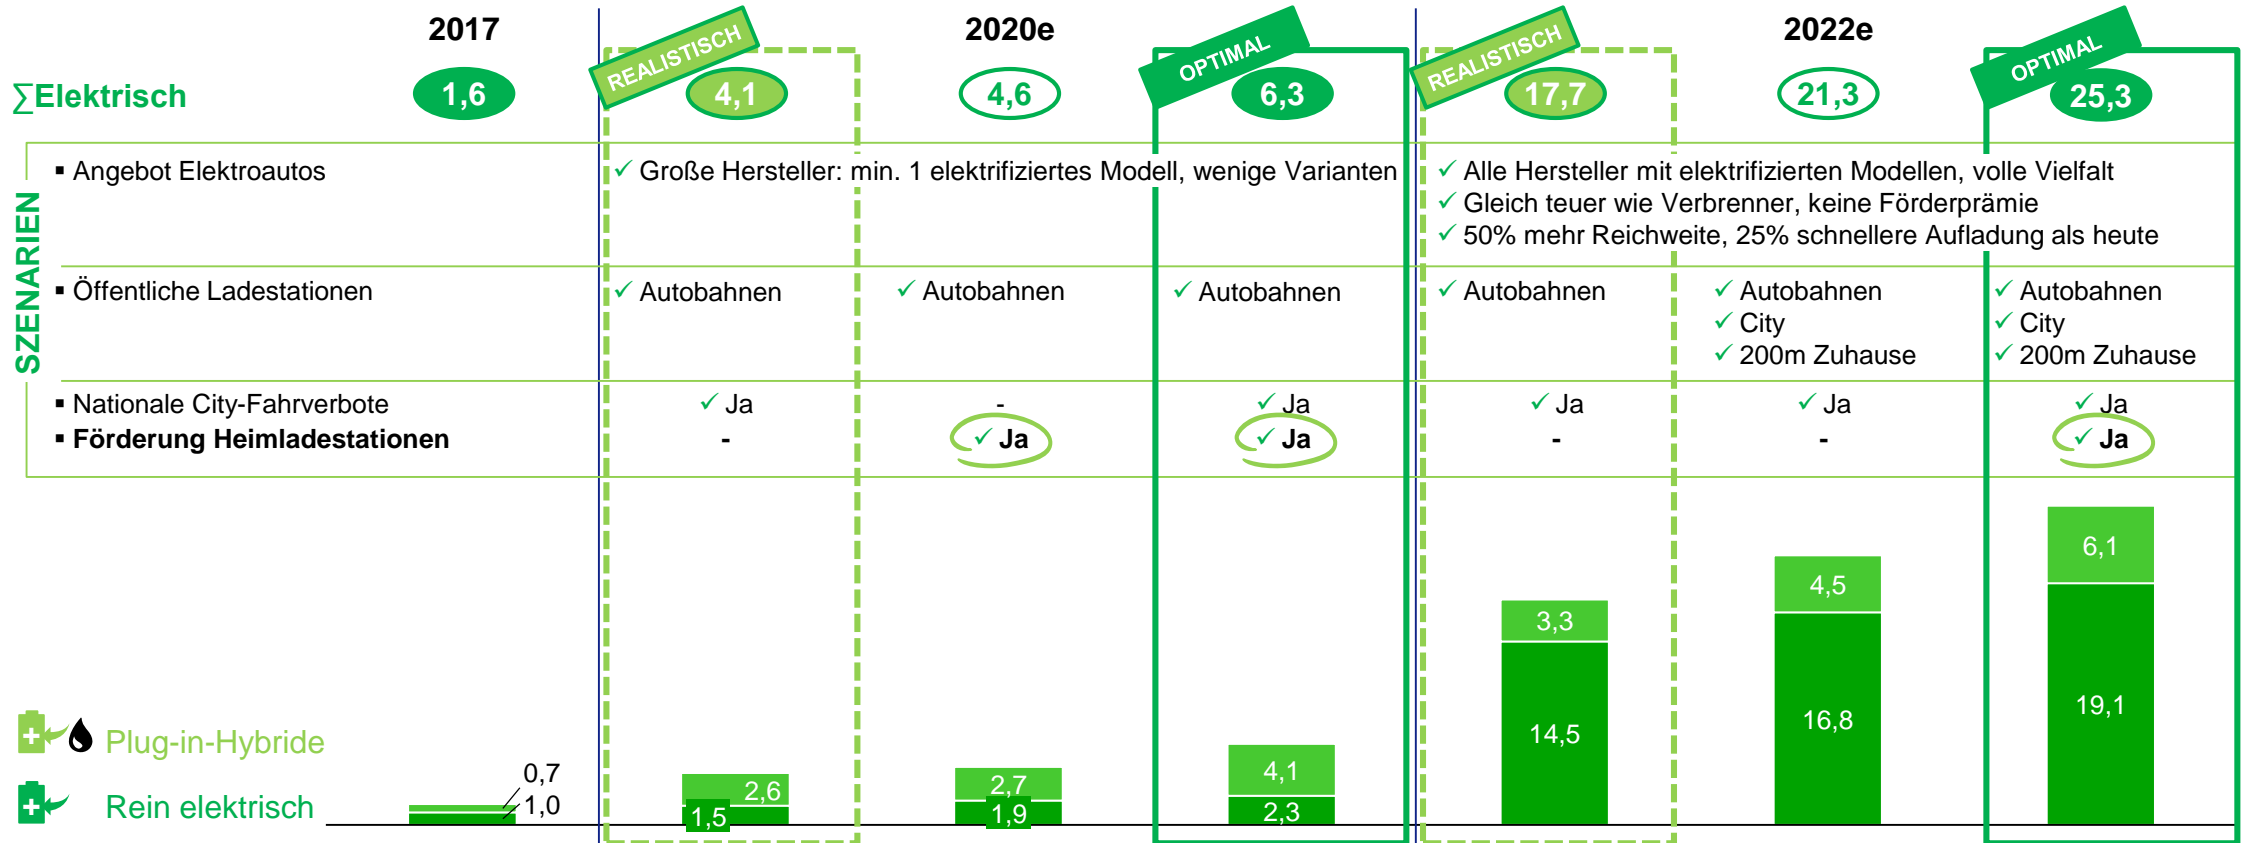 2017
2020e
2022e
REALISTISCH
OPTIMAL
REALISTISCH
OPTIMAL
∑Elektrisch
1,6
4,1
4,6
6,3
17,7
21,3
25,3
SZENARIEN
▪ Angebot Elektroautos
✓ Große Hersteller: min. 1 elektrifiziertes Modell, wenige Varianten
✓ Alle Hersteller mit elektrifizierten Modellen, volle Vielfalt
✓ Gleich teuer wie Verbrenner, keine Förderprämie
✓ 50% mehr Reichweite, 25% schnellere Aufladung als heute
▪ Öffentliche Ladestationen
✓ Autobahnen
✓ Autobahnen
✓ Autobahnen
✓ Autobahnen
✓ Autobahnen
✓ City
✓ 200m Zuhause
✓ Autobahnen
✓ City
✓ 200m Zuhause
▪ Nationale City-Fahrverbote
✓ Ja
-
✓ Ja
✓ Ja
✓ Ja
✓ Ja
▪ Förderung Heimladestationen
-
✓ Ja
✓ Ja
-
-
✓ Ja
Plug-in-Hybride
0,7
2,6
2,7
4,1
3,3
4,5
6,1
Rein elektrisch
1,0
1,5
1,9
2,3
14,5
16,8
19,1